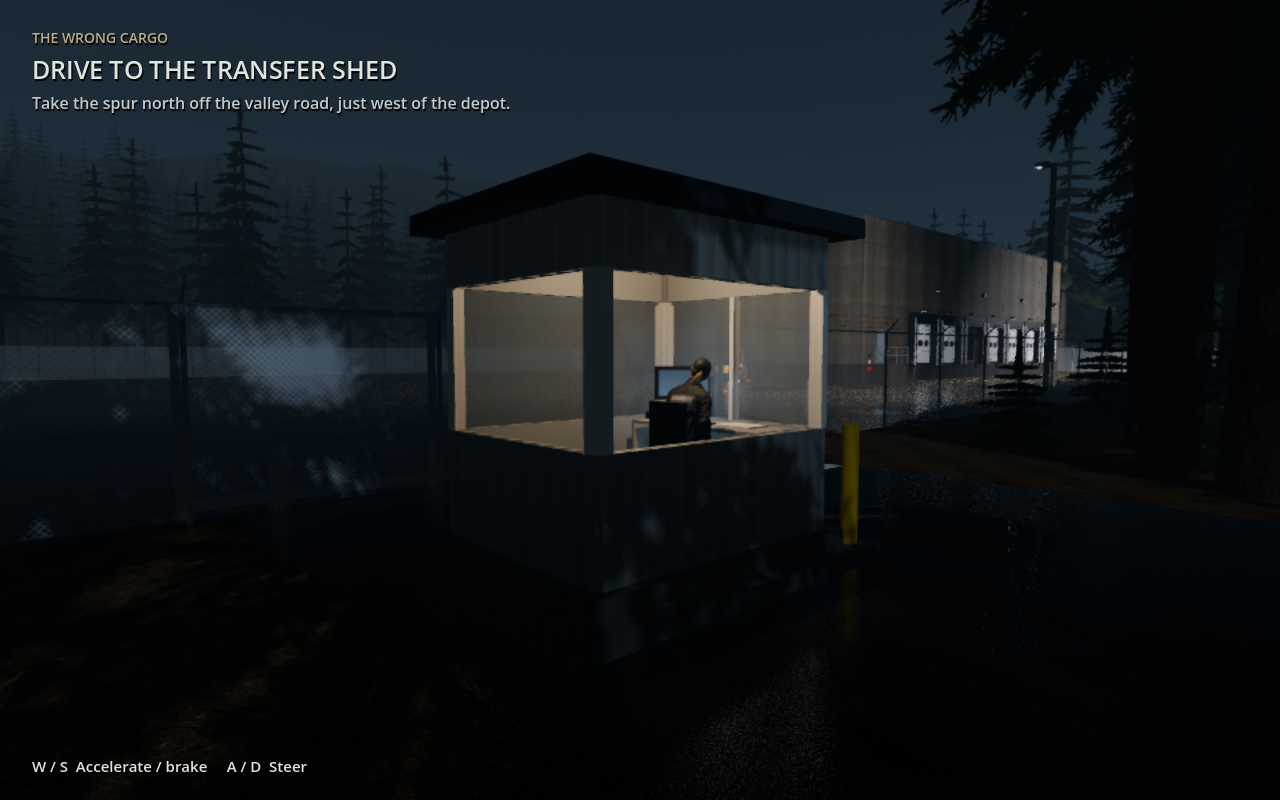 THE WRONG CARGO
DRIVE TO THE TRANSFER SHED
Take the spur north off the valley road, just west of the depot.
W / S Accelerate / brake A / D Steer